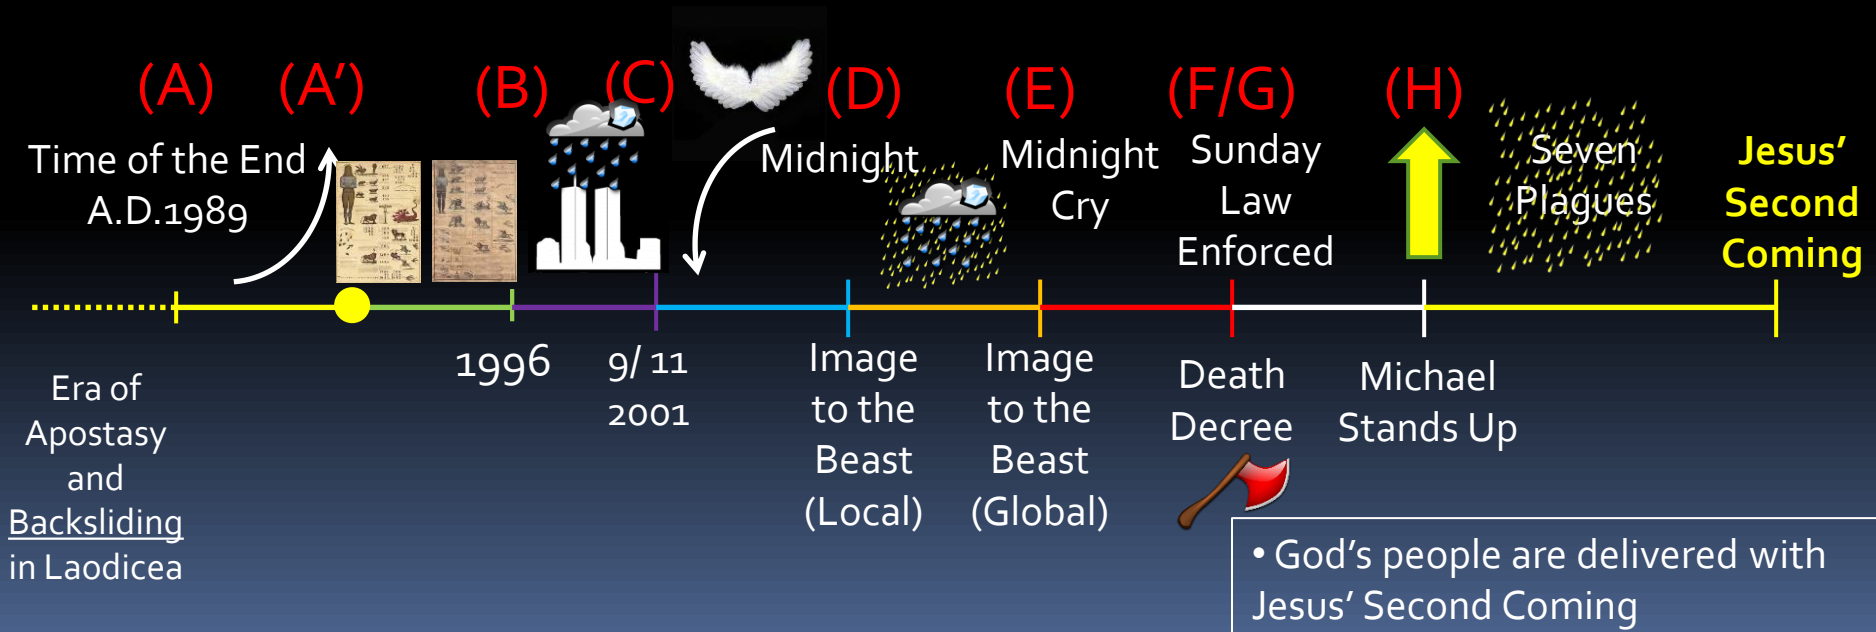 (A)
(A')
(B)
(C)
(D)
(E)
(F/G)
(H)
Time of the End
A.D.1989
Midnight
Midnight
Cry
Sunday
Law
Enforced
Seven
Plagues
Jesus'
Second
Coming
Era of
Apostasy
and
Backsliding
in Laodicea
1996
9/ 11
2001
Image
to the
Beast
(Local)
Image
to the
Beast
(Global)
Death
Decree
Michael
Stands Up
• God's people are delivered with
Jesus' Second Coming